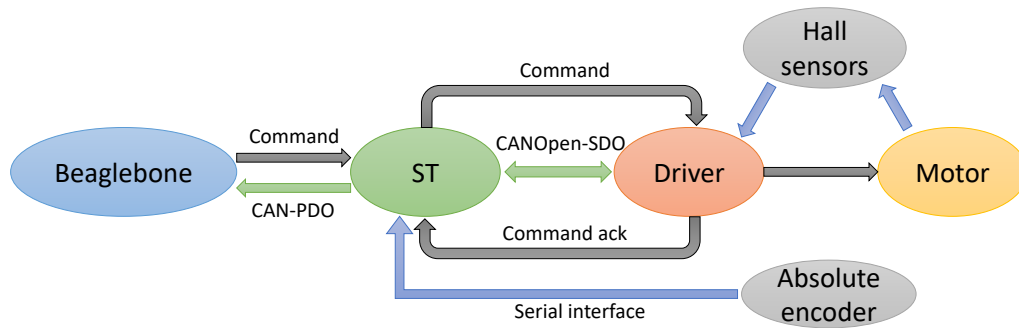 Hall
sensors
Command
Command
CANOpen-SDO
Beaglebone
ST
Driver
Motor
CAN-PDO
Command ack
Absolute
encoder
Serial interface